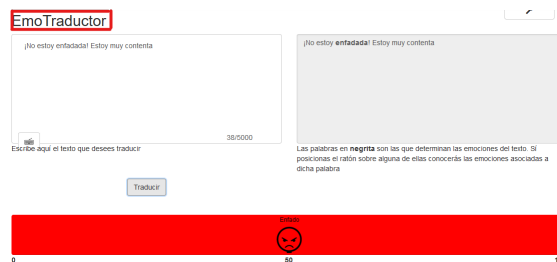 EmoTraductor
¡No estoy enfadada! Estoy muy contenta
¡No estoy enfadada! Estoy muy contenta
38/5000
Escribe aquí el texto que desees traducir
Las palabras en negrita son las que determinan las emociones del texto. Sí
posicionas el ratón sobre alguna de ellas conocerás las emociones asociadas a
dicha palabra
Traducir
Enfado
0 50 1